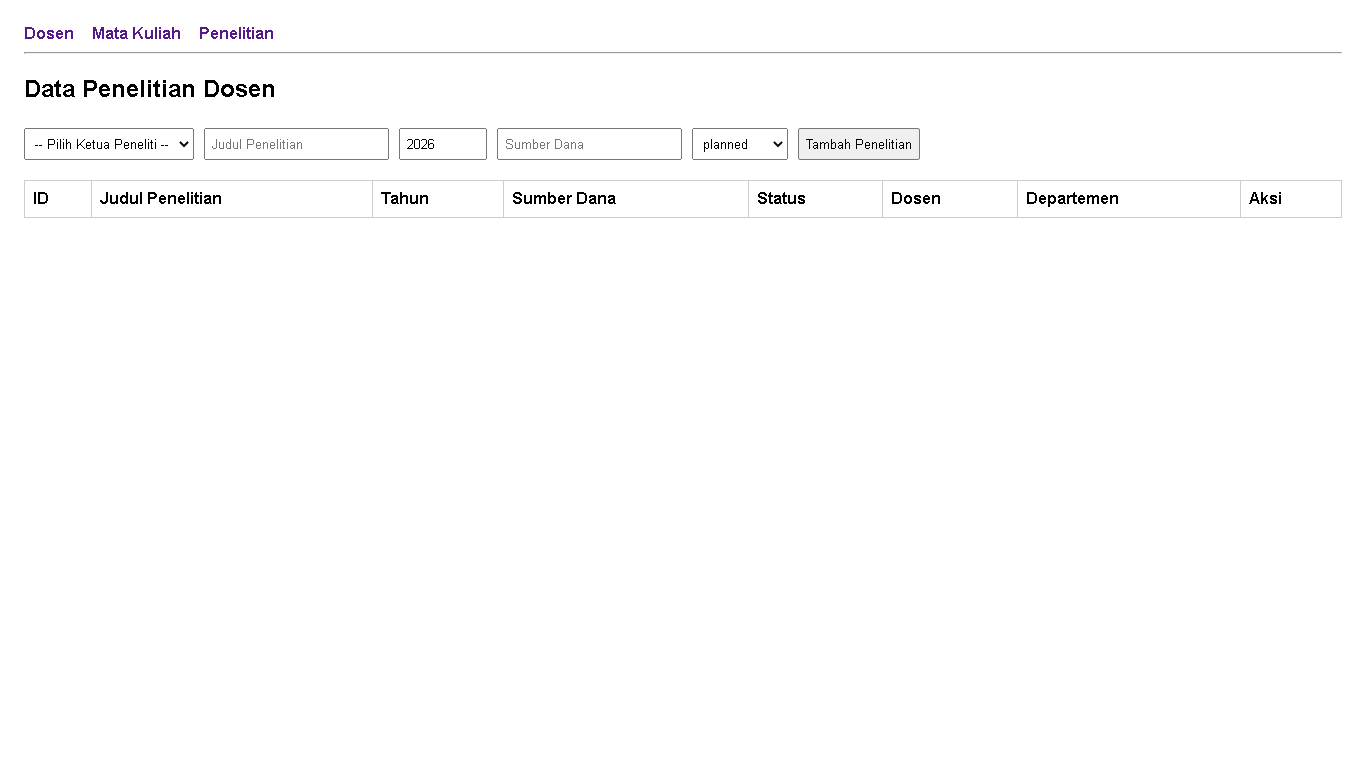 Dosen Mata Kuliah Penelitian
Data Penelitian Dosen
-- Pilih Ketua Peneliti -- Judul Penelitian 2026 Sumber Dana planned Tambah Penelitian
ID Judul Penelitian Tahun Sumber Dana Status Dosen Departemen Aksi